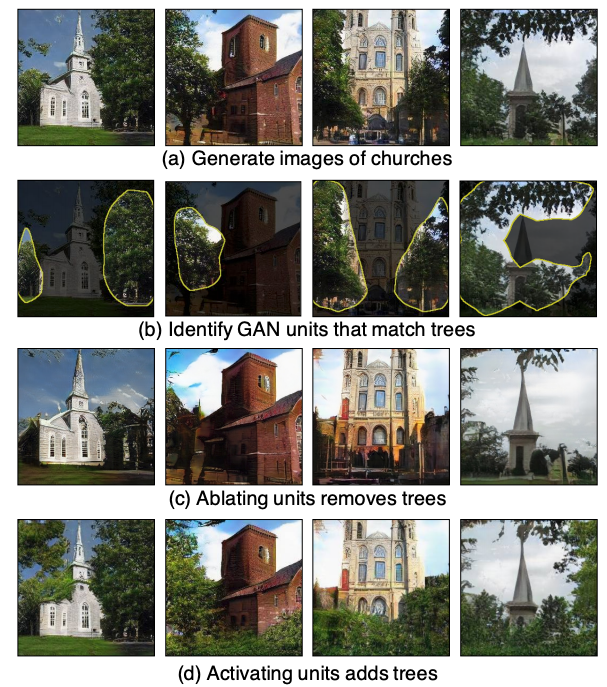 (a) Generate images of churches
(b) Identify GAN units that match trees
(c) Ablating units removes trees
(d) Activating units adds trees